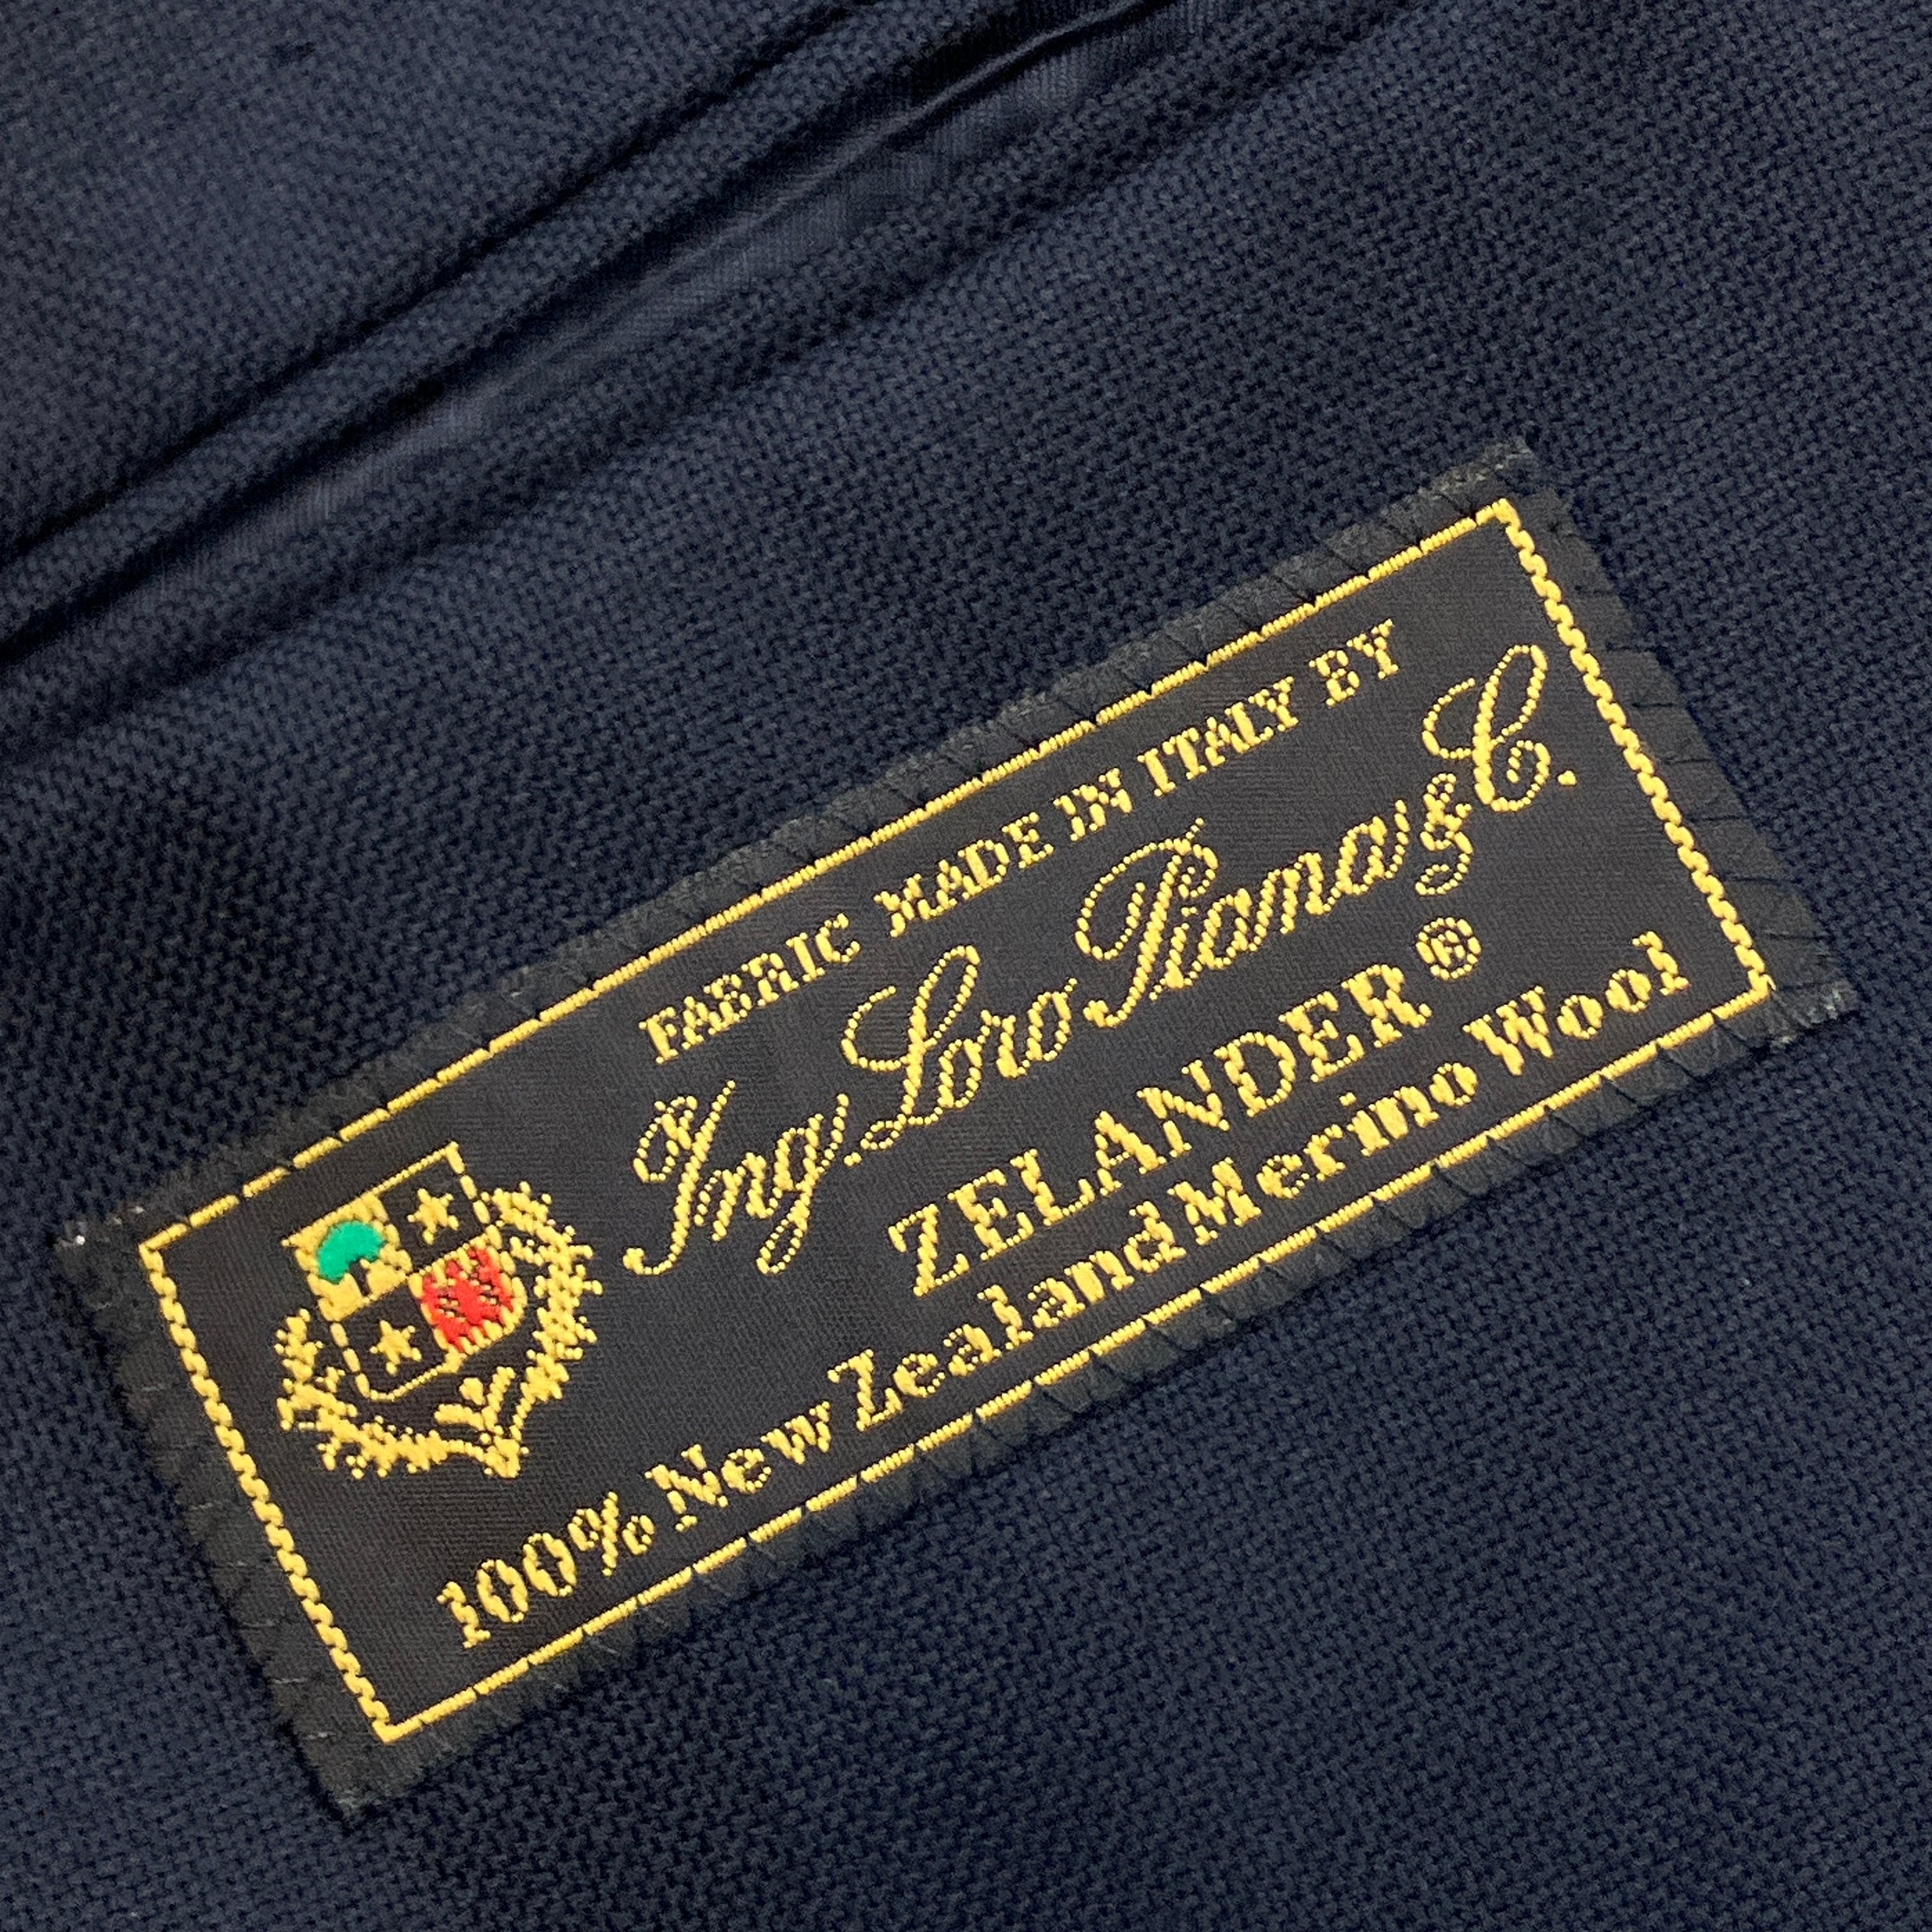 FABRIC MADE IN ITALY BY
Ing. Loro Piana & C.
ZELANDER ®
100% New Zealand Merino Wool